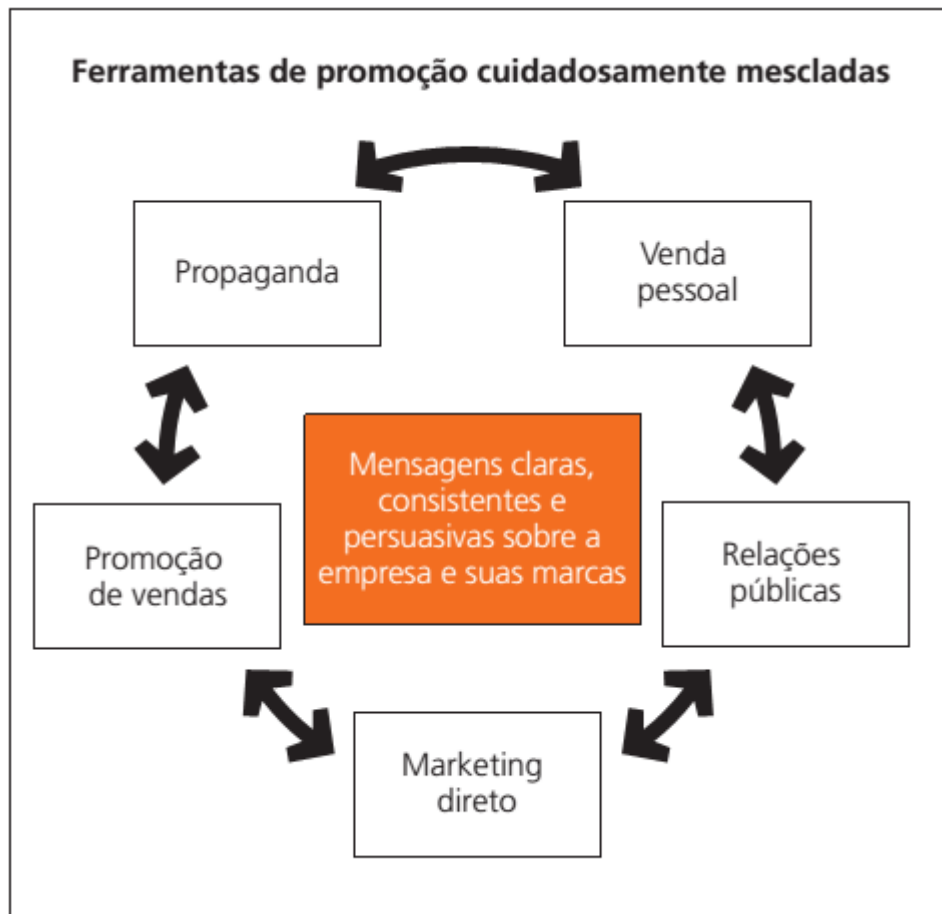 Ferramentas de promoção cuidadosamente mescladas
Propaganda
Venda
pessoal
Mensagens claras,
consistentes e
persuasivas sobre a
empresa e suas marcas
Promoção
de vendas
Relações
públicas
Marketing
direto